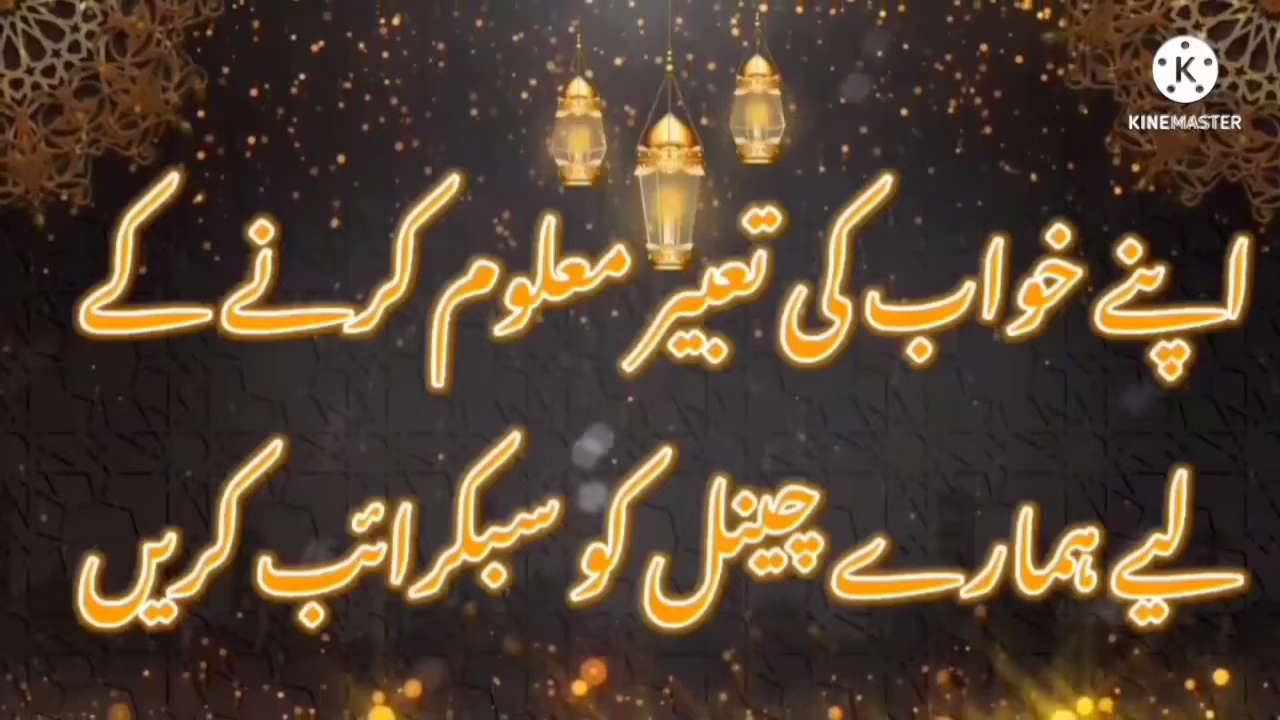 KINEMASTER
اپنے خواب کی تعبیر معلوم کرنے کے
لیے ہمارے چینل کو سبکرائب کریں